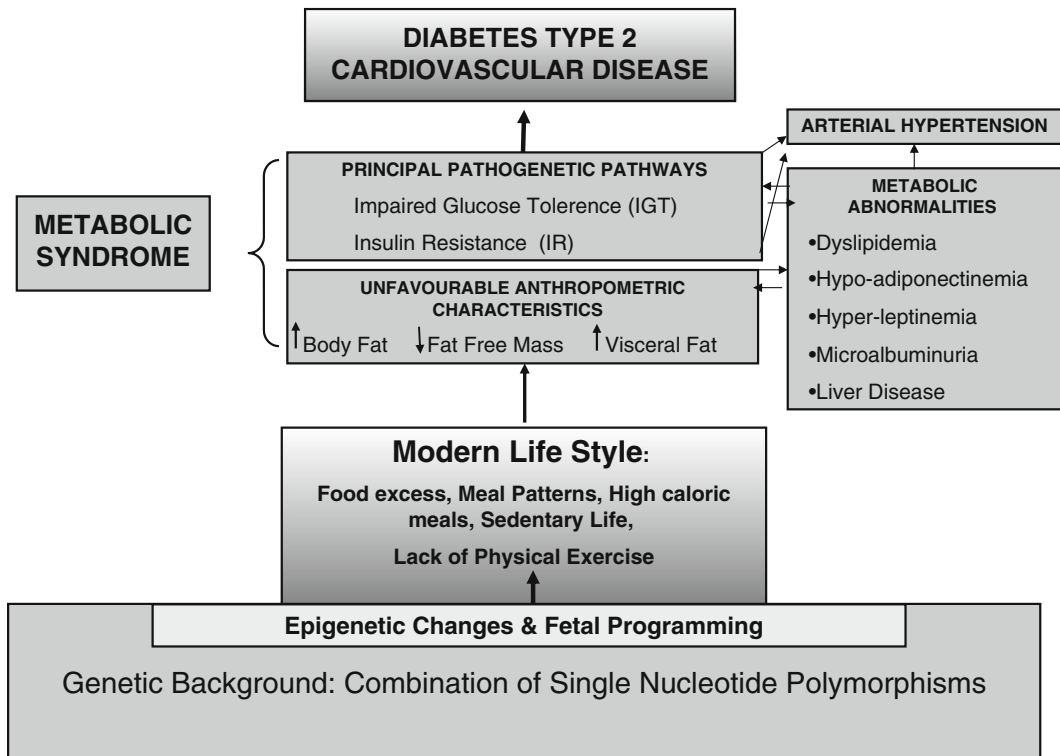 DIABETES TYPE 2
CARDIOVASCULAR DISEASE
ARTERIAL HYPERTENSION
PRINCIPAL PATHOGENETIC PATHWAYS
Impaired Glucose Tolerence (IGT)
Insulin Resistance (IR)
METABOLIC
SYNDROME
METABOLIC
ABNORMALITIES
•Dyslipidemia
•Hypo-adiponectinemia
•Hyper-leptinemia
•Microalbuminuria
•Liver Disease
UNFAVOURABLE ANTHROPOMETRIC
CHARACTERISTICS
Body Fat Fat Free Mass Visceral Fat
Modern Life Style:
Food excess, Meal Patterns, High caloric
meals, Sedentary Life,
Lack of Physical Exercise
Epigenetic Changes & Fetal Programming
Genetic Background: Combination of Single Nucleotide Polymorphisms